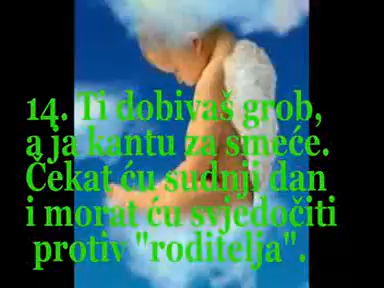 14. Ti dobivaš grob,
a ja kantu za smeće.
Čekat ću sudnji dan
i morat ću svjedočiti
protiv "roditelja".